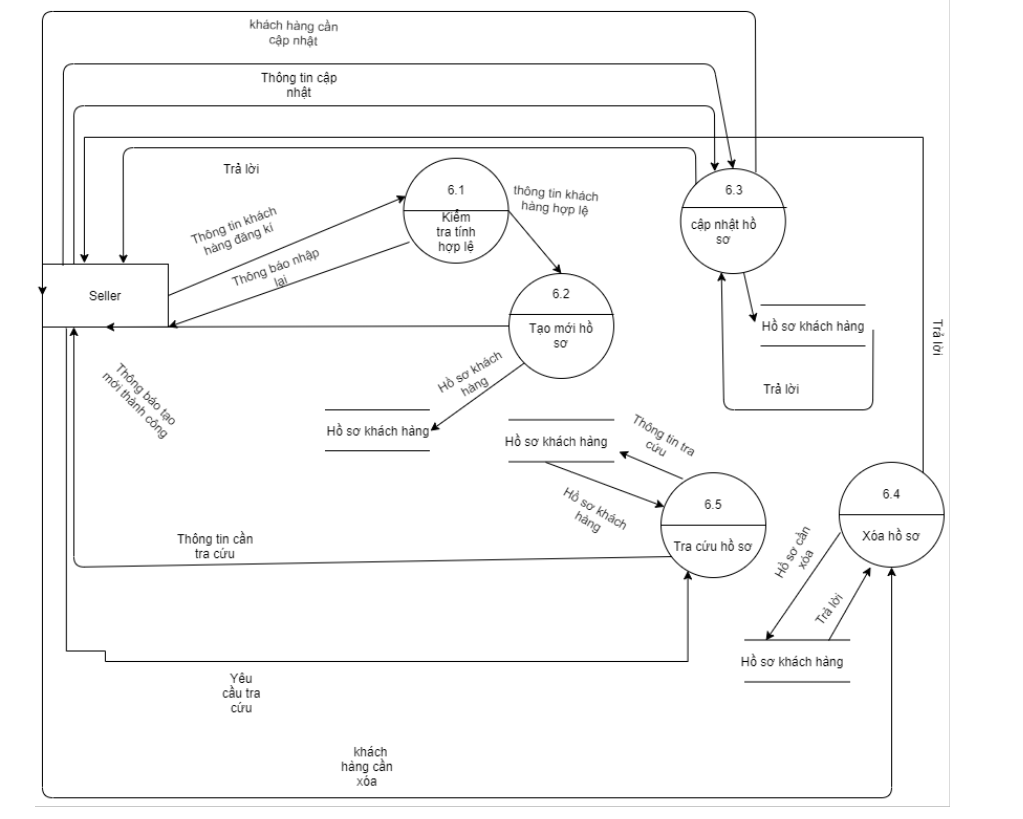 khách hàng cần
cập nhật
Thông tin cập
nhật
Trả lời
Thông tin khách
hàng đăng kí
Thông báo nhập
lại
6.1
Kiểm
tra tính
hợp lệ
thông tin khách
hàng hợp lệ
6.3
cập nhật hồ
sơ
Seller
6.2
Tạo mới hồ
sơ
Hồ sơ khách hàng
Trả lời
Trả lời
Thông báo tạo
mới thành công
Hồ sơ khách
hàng
Hồ sơ khách hàng
Hồ sơ khách hàng
Thông tin tra
cứu
Hồ sơ khách
hàng
6.5
Tra cứu hồ sơ
6.4
Xóa hồ sơ
Thông tin cần
tra cứu
Hồ sơ cần
xóa
Trả lời
Hồ sơ khách hàng
Yêu
cầu tra
cứu
khách
hàng cần
xóa